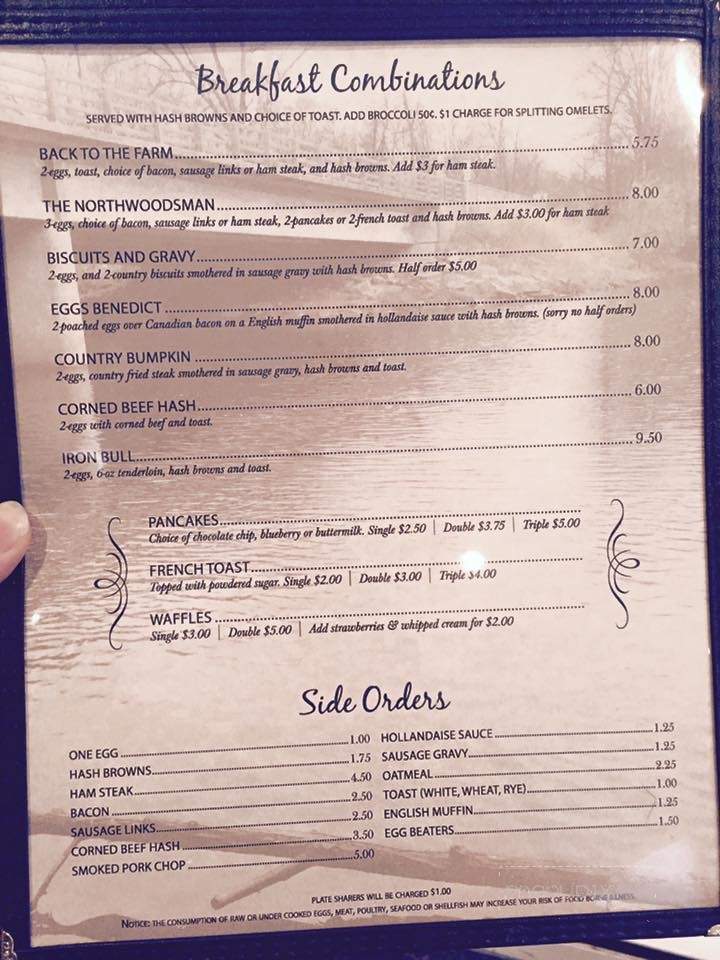 Breakfast Combinations
SERVED WITH HASH BROWNS AND CHOICE OF TOAST. ADD BROCCOLI 50¢. $1 CHARGE FOR SPLITTING OMELETS.
BACK TO THE FARM 5.75
2-eggs, toast, choice of bacon, sausage links or ham steak, and hash browns. Add $3 for ham steak.
THE NORTHWOODSMAN 8.00
3-eggs, choice of bacon, sausage links or ham steak, 2-pancakes or 2-french toast and hash browns. Add $3.00 for ham steak
BISCUITS AND GRAVY 7.00
2-eggs, and 2-country biscuits smothered in sausage gravy with hash browns. Half order $5.00
EGGS BENEDICT 8.00
2-poached eggs over Canadian bacon on a English muffin smothered in hollandaise sauce with hash browns. (sorry no half orders)
COUNTRY BUMPKIN 8.00
2-eggs, country fried steak smothered in sausage gravy, hash browns and toast.
CORNED BEEF HASH 6.00
2-eggs with corned beef and toast.
IRON BULL 9.50
2-eggs, 6-oz tenderloin, hash browns and toast.
PANCAKES
Choice of chocolate chip, blueberry or buttermilk. Single $2.50 | Double $3.75 | Triple $5.00
FRENCH TOAST
Topped with powdered sugar. Single $2.00 | Double $3.00 | Triple $4.00
WAFFLES
Single $3.00 | Double $5.00 | Add strawberries & whipped cream for $2.00
Side Orders
ONE EGG 1.00
HASH BROWNS 1.75
HAM STEAK 4.50
BACON 2.50
SAUSAGE LINKS 2.50
CORNED BEEF HASH 3.50
SMOKED PORK CHOP 5.00
HOLLANDAISE SAUCE 1.25
SAUSAGE GRAVY 1.25
OATMEAL 2.25
TOAST (WHITE, WHEAT, RYE) 1.00
ENGLISH MUFFIN 1.25
EGG BEATERS 1.50
PLATE SHARERS WILL BE CHARGED $1.00
NOTICE: THE CONSUMPTION OF RAW OR UNDER COOKED EGGS, MEAT, POULTRY, SEAFOOD OR SHELLFISH MAY INCREASE YOUR RISK OF FOOD BORNE ILLNESS.